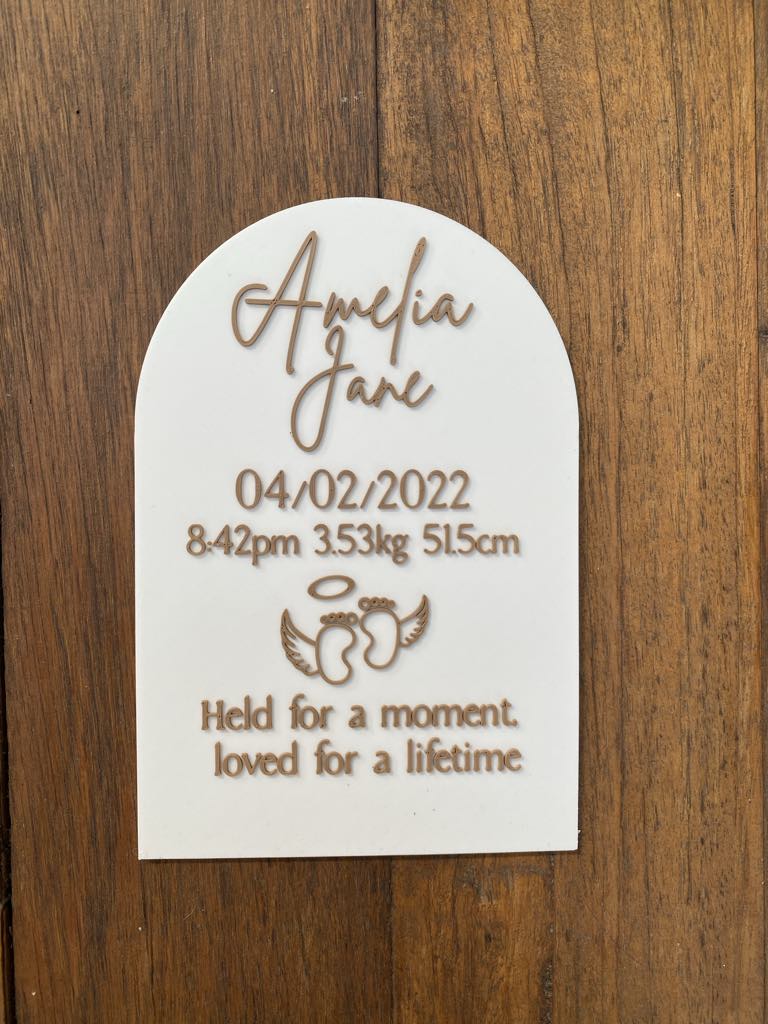 Amelia
Jane
04/02/2022
8:42pm 3.53kg 51.5cm
Held for a moment.
loved for a lifetime